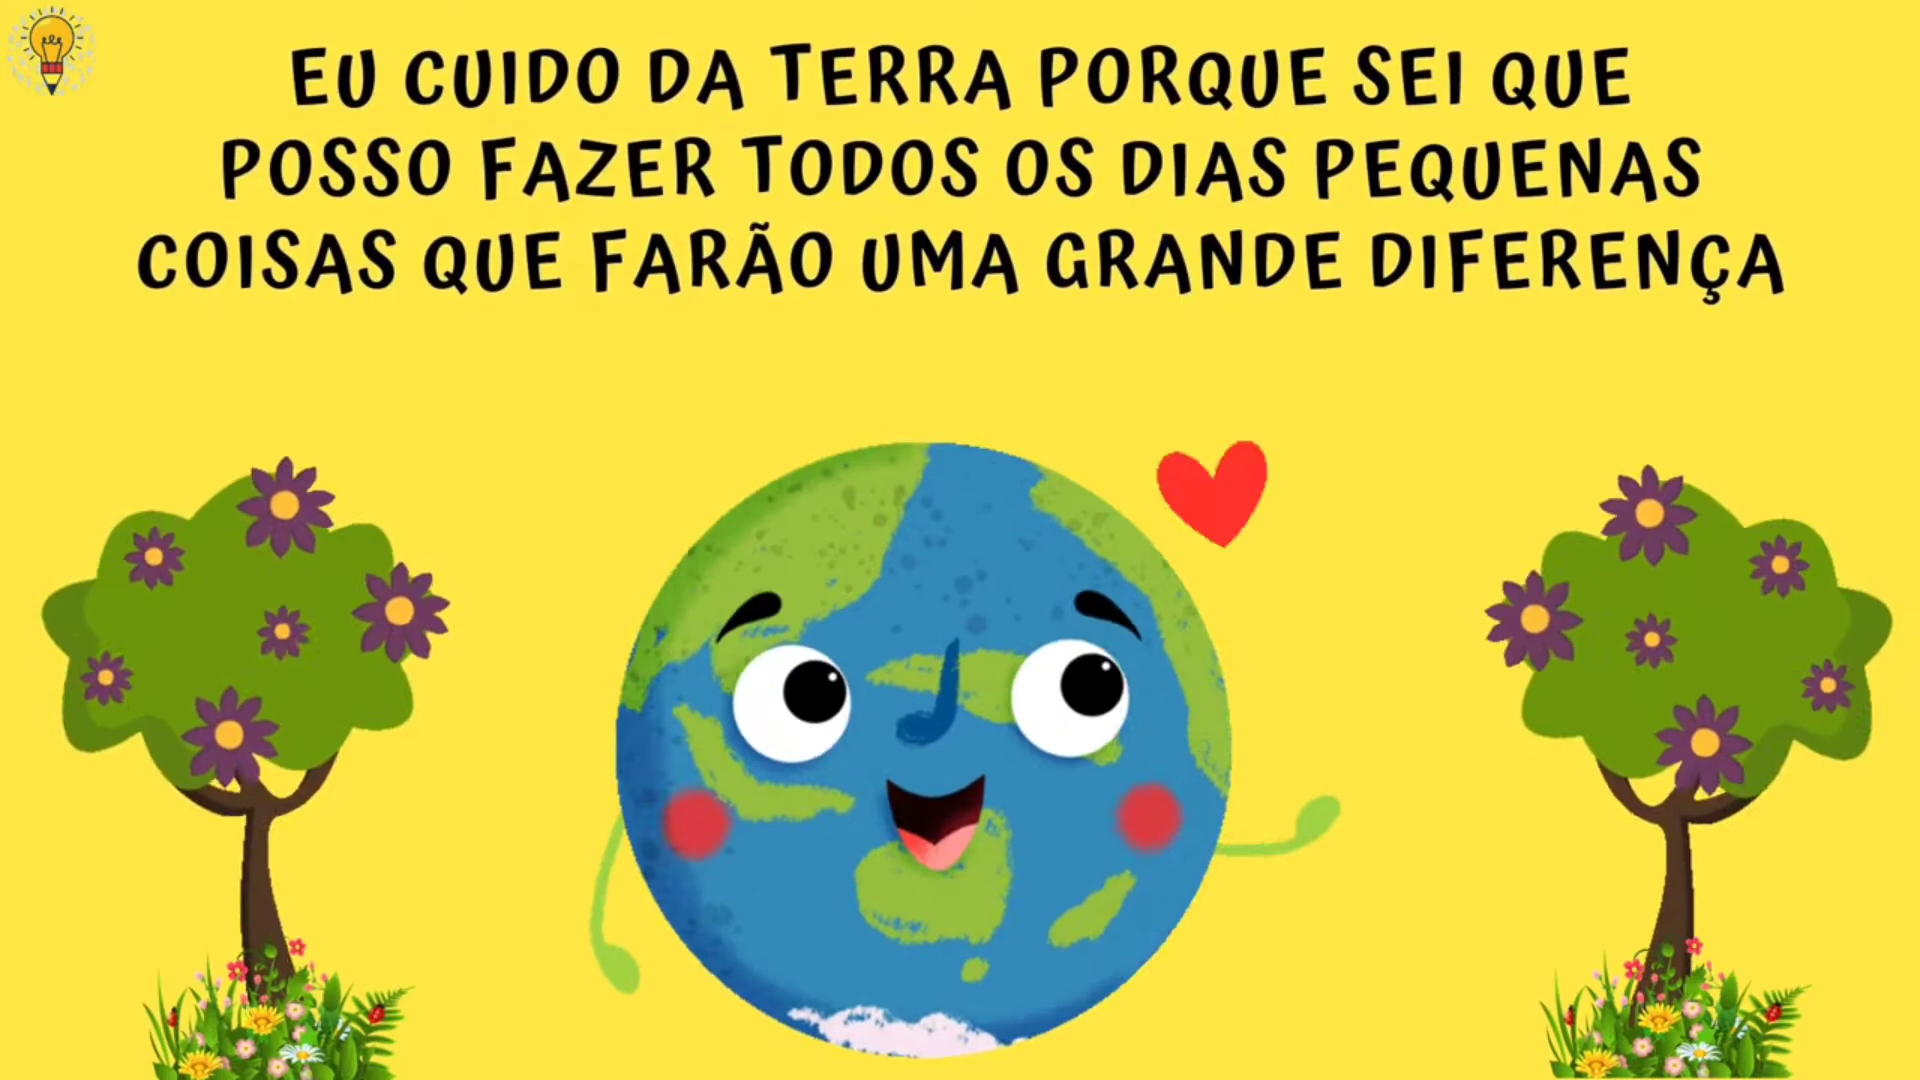 EU CUIDO DA TERRA PORQUE SEI QUE
POSSO FAZER TODOS OS DIAS PEQUENAS
COISAS QUE FARÃO UMA GRANDE DIFERENÇA